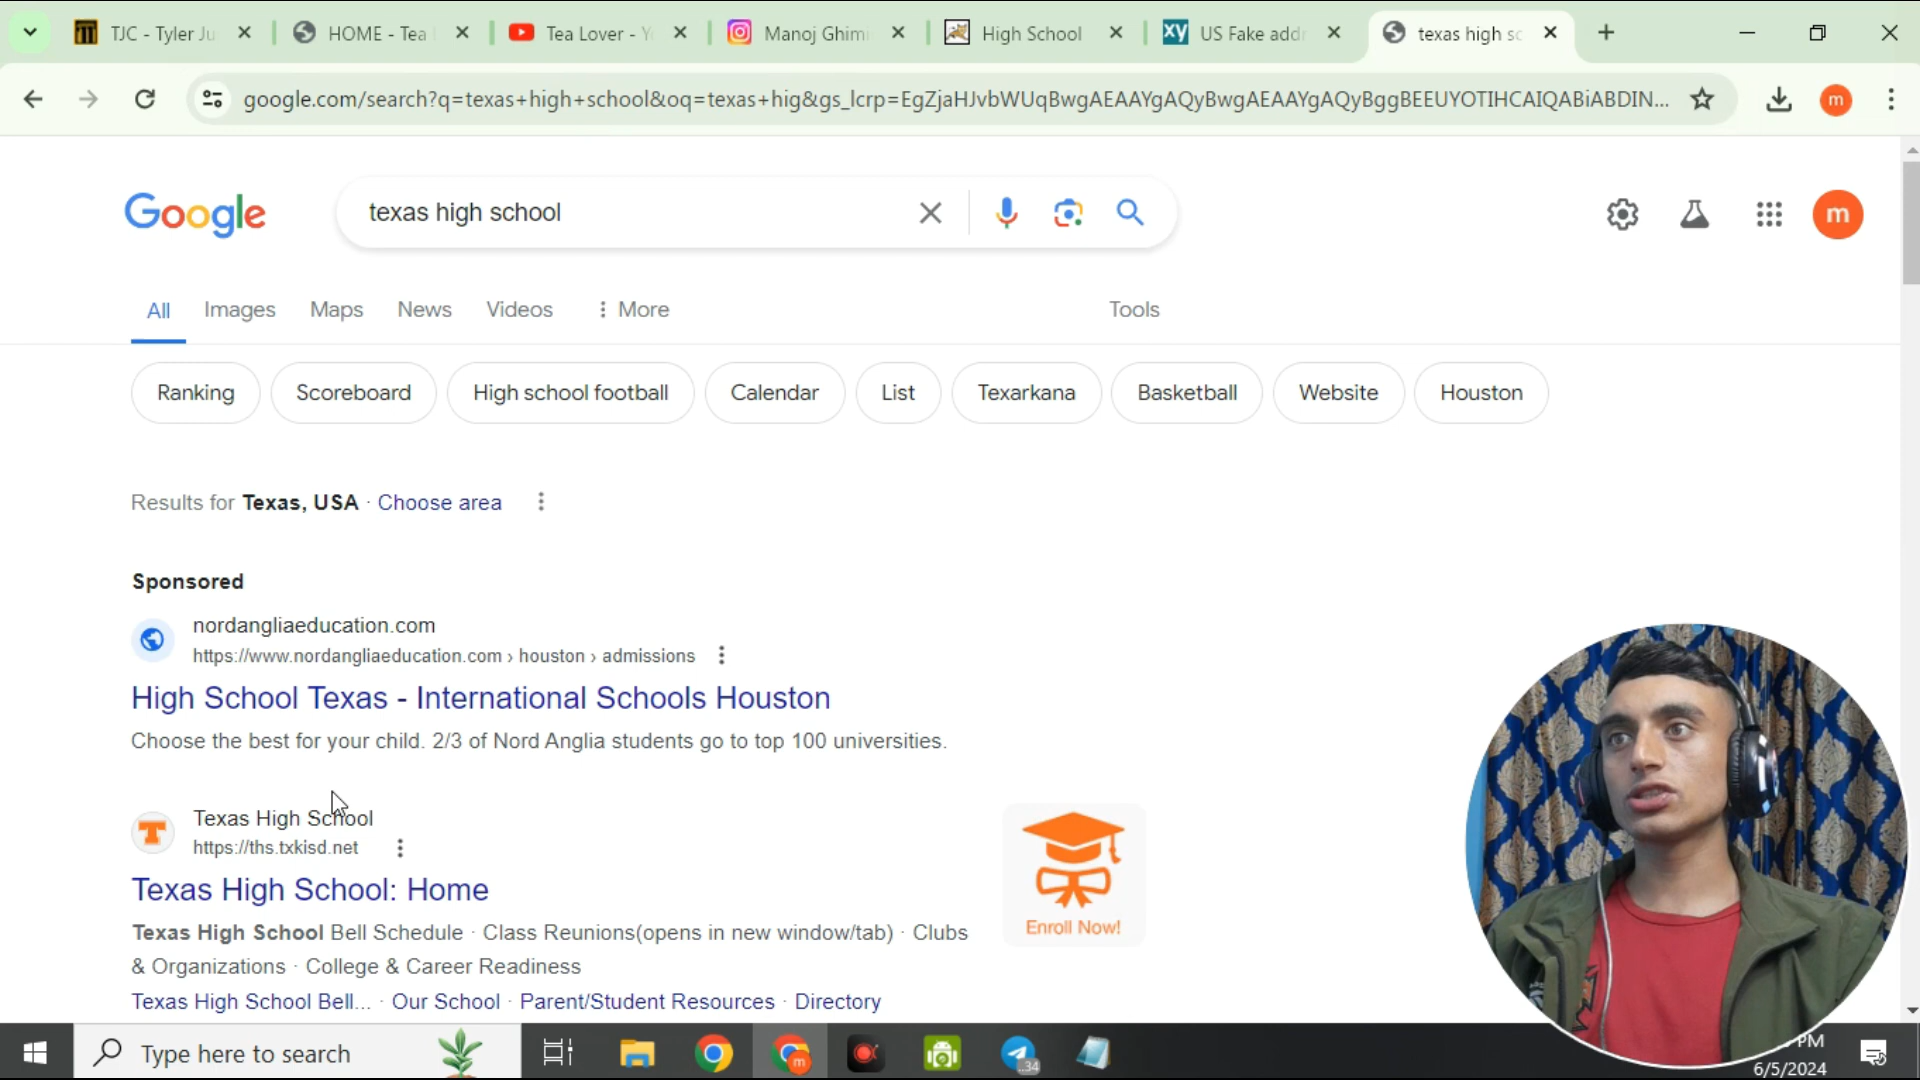 TJC - Tyler Ju
HOME - Tea
Tea Lover - Y
Manoj Ghimi
High School
XY US Fake addr
texas high sc
google.com/search?q=texas+high+school&oq=texas+hig&gs_lcrp=EgZjaHJvbWUqBwgAEAAYgAQyBwgAEAAYgAQyBggBEEUYOTIHCAIQABiABDIN...
m
Google
texas high school
m
All
Images
Maps
News
Videos
More
Tools
Ranking
Scoreboard
High school football
Calendar
List
Texarkana
Basketball
Website
Houston
Results for Texas, USA · Choose area
Sponsored
nordangliaeducation.com
https://www.nordangliaeducation.com › houston › admissions
High School Texas - International Schools Houston
Choose the best for your child. 2/3 of Nord Anglia students go to top 100 universities.
Texas High School
https://ths.txkisd.net
Texas High School: Home
Texas High School Bell Schedule · Class Reunions(opens in new window/tab) · Clubs
& Organizations · College & Career Readiness
Texas High School Bell... · Our School · Parent/Student Resources · Directory
Enroll Now!
Type here to search
m
..34
PM
6/5/2024